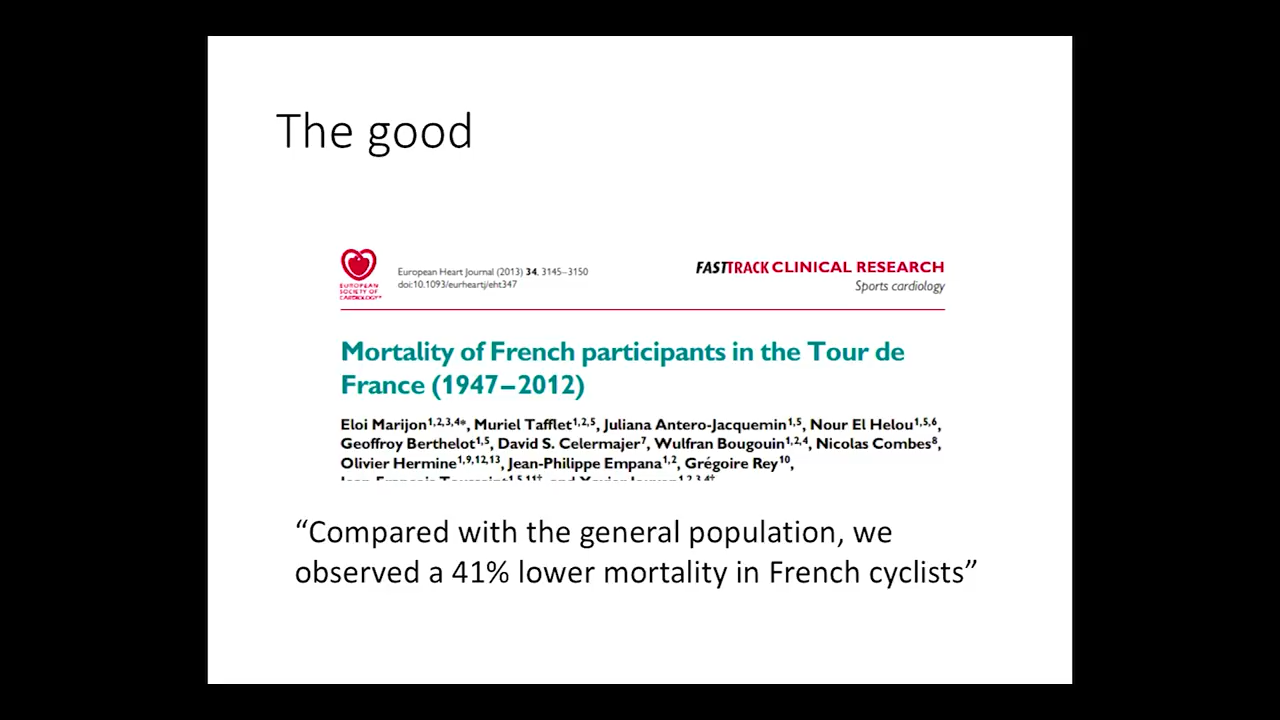 The good
EUROPEAN
SOCIETY OF
CARDIOLOGY®
European Heart Journal (2013) 34, 3145–3150
doi:10.1093/eurheartj/eht347
FASTTRACK CLINICAL RESEARCH
Sports cardiology
Mortality of French participants in the Tour de
France (1947–2012)
Eloi Marijon1,2,3,4*, Muriel Tafflet1,2,5, Juliana Antero-Jacquemin1,5, Nour El Helou1,5,6,
Geoffroy Berthelot1,5, David S. Celermajer7, Wulfran Bougouin1,2,4, Nicolas Combes8,
Olivier Hermine1,9,12,13, Jean-Philippe Empana1,2, Grégoire Rey10,
“Compared with the general population, we
observed a 41% lower mortality in French cyclists”